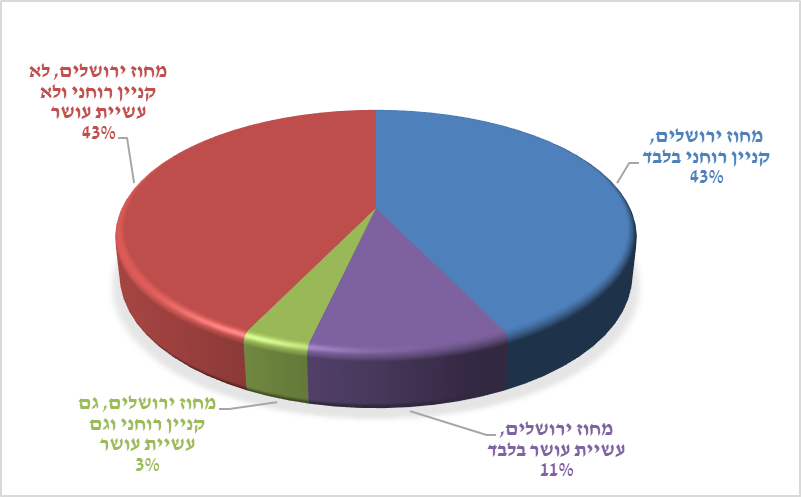 מחוז ירושלים, לא
קניין רוחני ולא
עשיית עושר
43%
מחוז ירושלים,
קניין רוחני בלבד
43%
מחוז ירושלים, גם
קניין רוחני וגם
עשיית עושר
3%
מחוז ירושלים,
עשיית עושר בלבד
11%